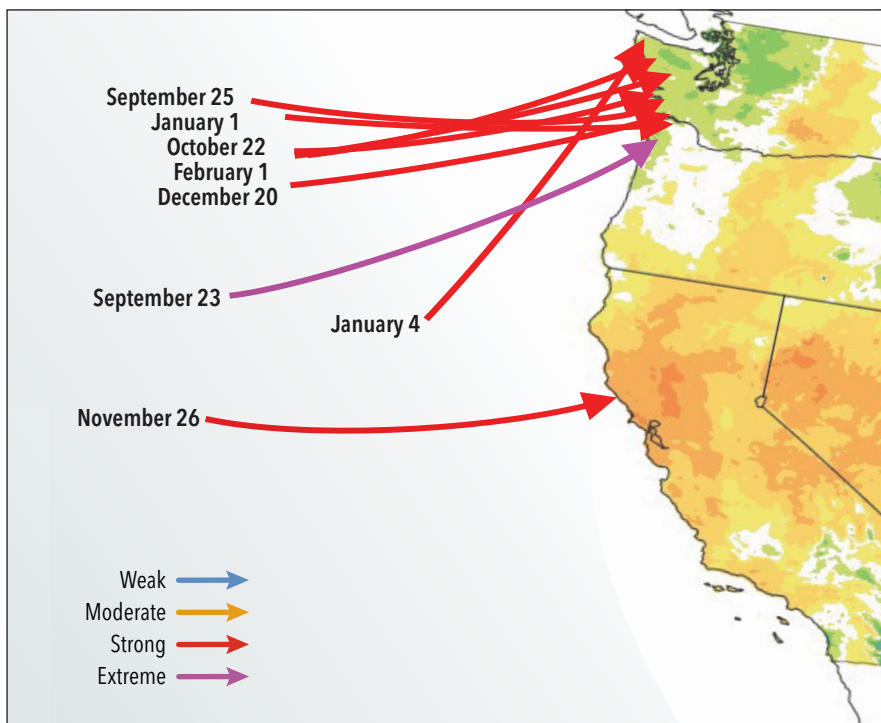 September 25
January 1
October 22
February 1
December 20
September 23
January 4
November 26
Weak
Moderate
Strong
Extreme